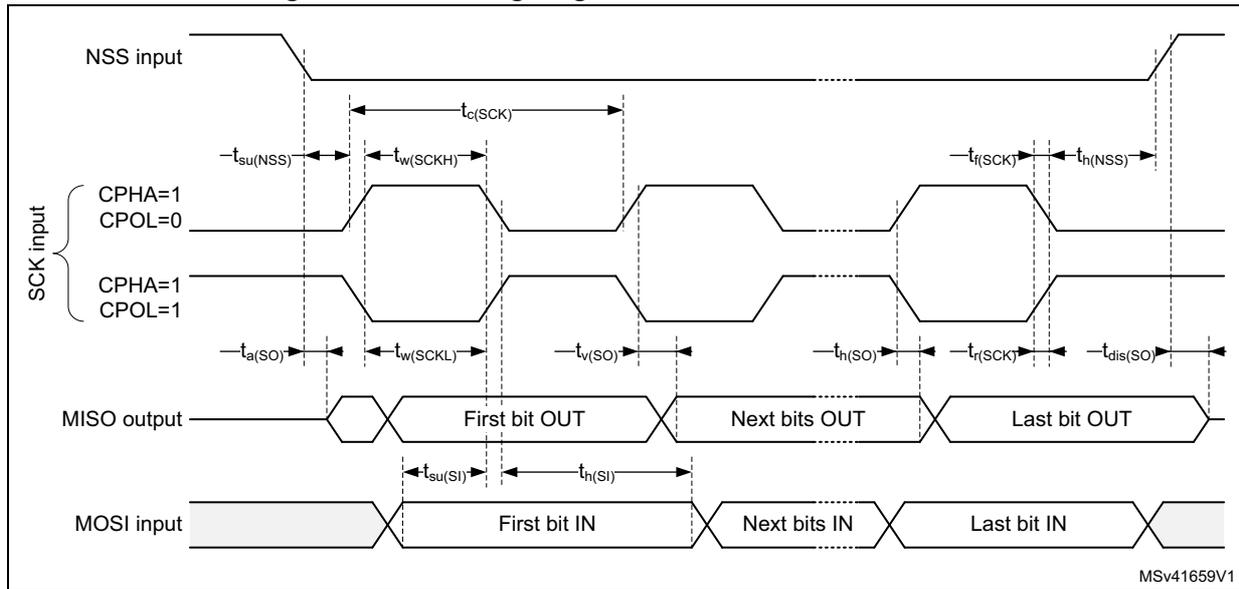 NSS input
tc(SCK)
tsu(NSS) tw(SCKH) tf(SCK) th(NSS)
SCK input
CPHA=1
CPOL=0
CPHA=1
CPOL=1
ta(SO) tw(SCKL) tv(SO) th(SO) tr(SCK) tdis(SO)
MISO output First bit OUT Next bits OUT Last bit OUT
tsu(SI) th(SI)
MOSI input First bit IN Next bits IN Last bit IN
MSv41659V1